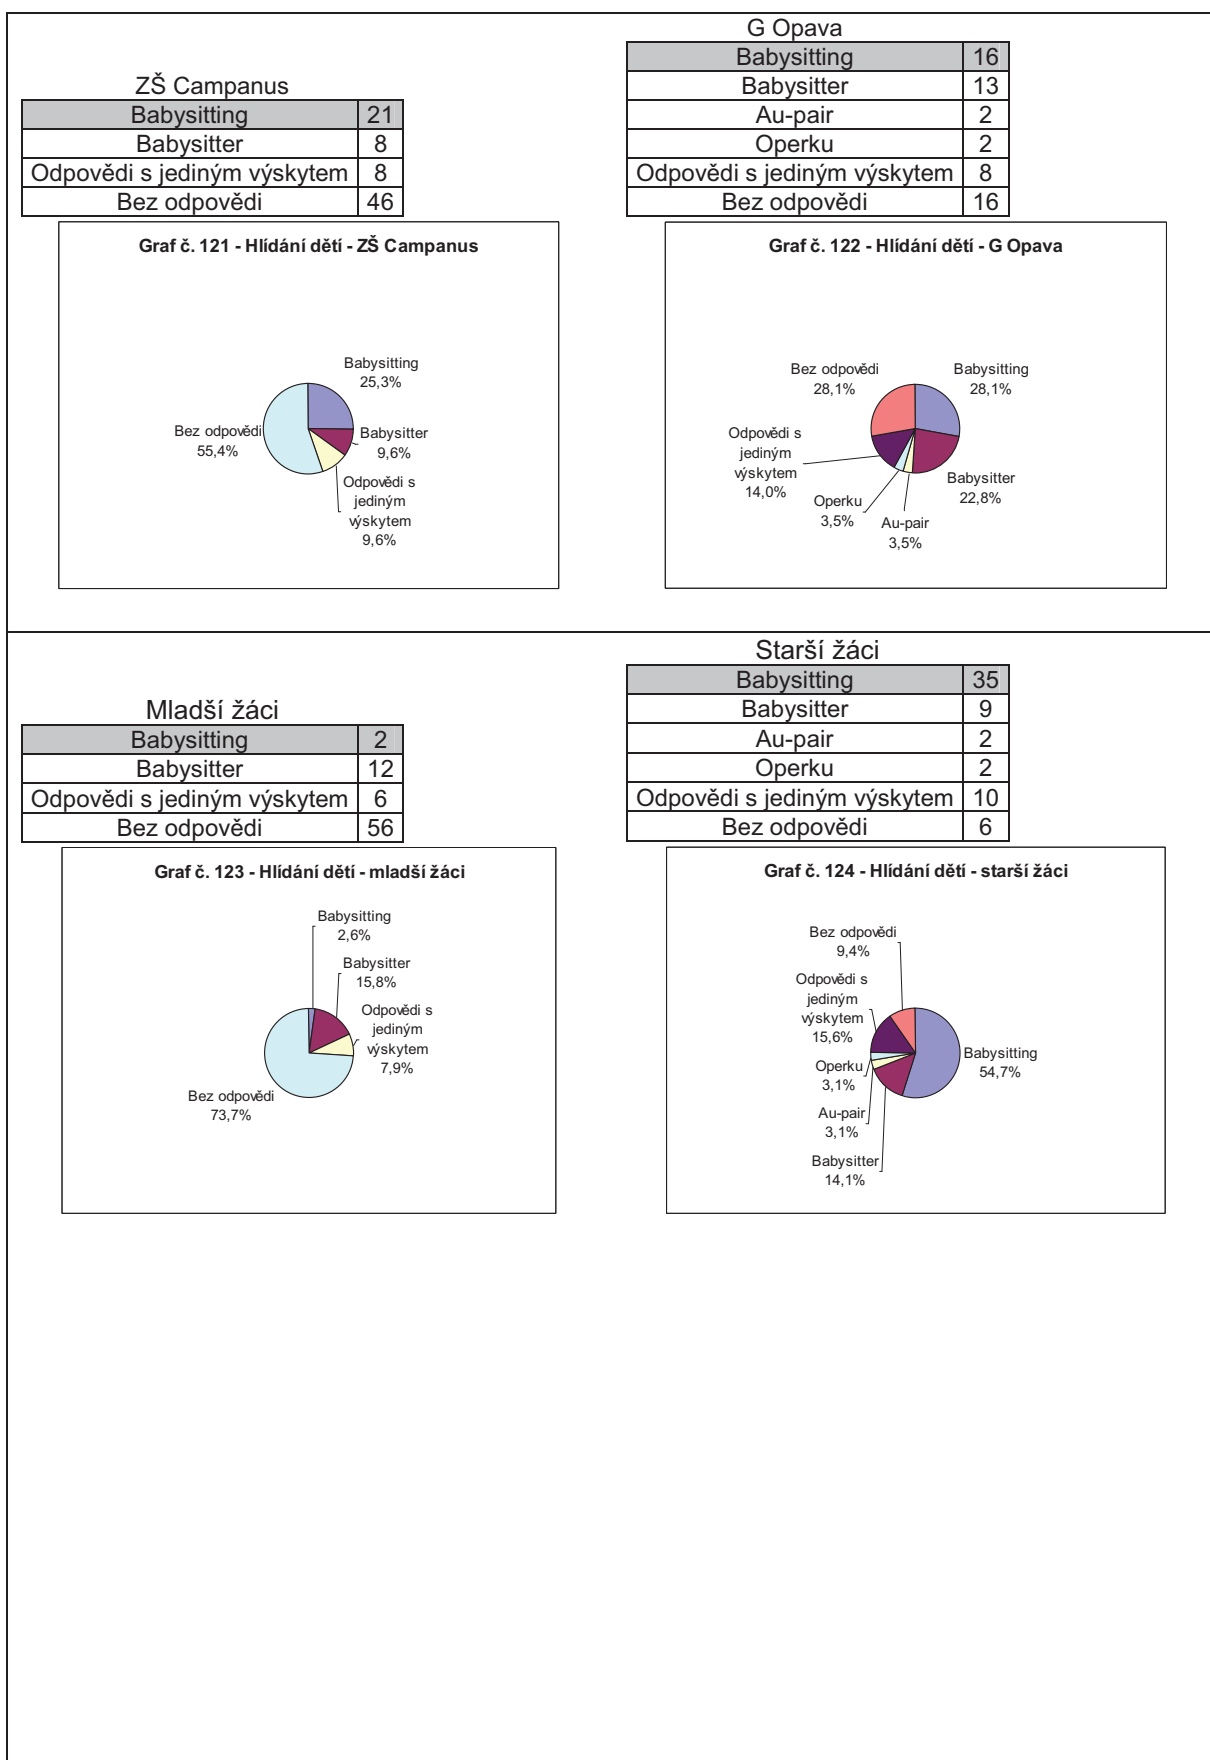 ZŠ Campanus
Babysitting 21
Babysitter 8
Odpovědi s jediným výskytem 8
Bez odpovědi 46
G Opava
Babysitting 16
Babysitter 13
Au-pair 2
Operku 2
Odpovědi s jediným výskytem 8
Bez odpovědi 16
Graf č. 121 - Hlídání dětí - ZŠ Campanus
Babysitting
25,3%
Bez odpovědi
55,4%
Babysitter
9,6%
Odpovědi s
jediným
výskytem
9,6%
Graf č. 122 - Hlídání dětí - G Opava
Bez odpovědi
28,1%
Babysitting
28,1%
Odpovědi s
jediným
výskytem
14,0%
Operku
3,5%
Au-pair
3,5%
Babysitter
22,8%
Mladší žáci
Babysitting 2
Babysitter 12
Odpovědi s jediným výskytem 6
Bez odpovědi 56
Starší žáci
Babysitting 35
Babysitter 9
Au-pair 2
Operku 2
Odpovědi s jediným výskytem 10
Bez odpovědi 6
Graf č. 123 - Hlídání dětí - mladší žáci
Babysitting
2,6%
Babysitter
15,8%
Odpovědi s
jediným
výskytem
7,9%
Bez odpovědi
73,7%
Graf č. 124 - Hlídání dětí - starší žáci
Bez odpovědi
9,4%
Odpovědi s
jediným
výskytem
15,6%
Operku
3,1%
Au-pair
3,1%
Babysitter
14,1%
Babysitting
54,7%